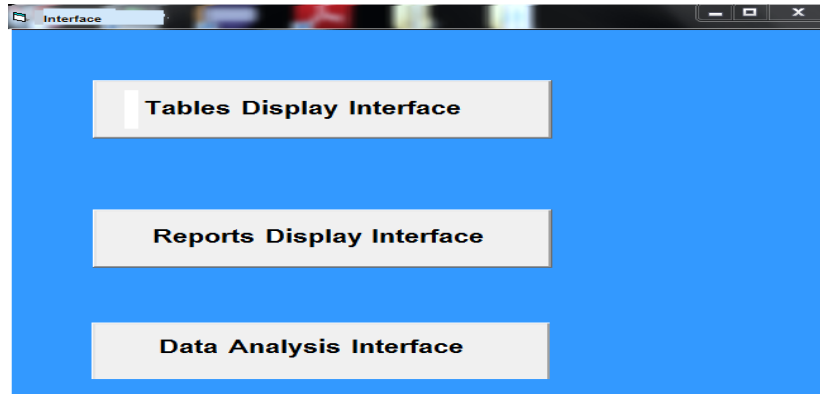 Interface
Tables Display Interface
Reports Display Interface
Data Analysis Interface